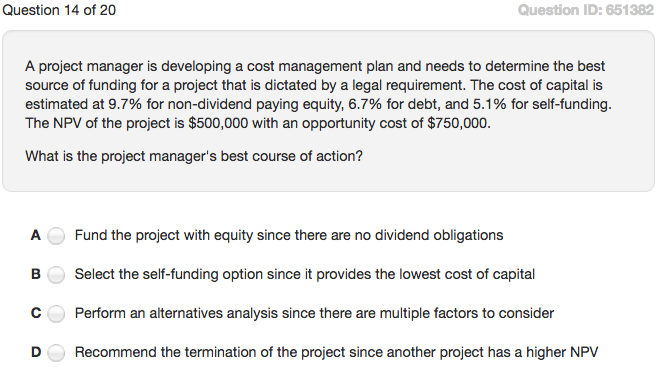 Question 14 of 20
Question ID: 651382
A project manager is developing a cost management plan and needs to determine the best
source of funding for a project that is dictated by a legal requirement. The cost of capital is
estimated at 9.7% for non-dividend paying equity, 6.7% for debt, and 5.1% for self-funding.
The NPV of the project is $500,000 with an opportunity cost of $750,000.
What is the project manager's best course of action?
A Fund the project with equity since there are no dividend obligations
B Select the self-funding option since it provides the lowest cost of capital
C Perform an alternatives analysis since there are multiple factors to consider
D Recommend the termination of the project since another project has a higher NPV